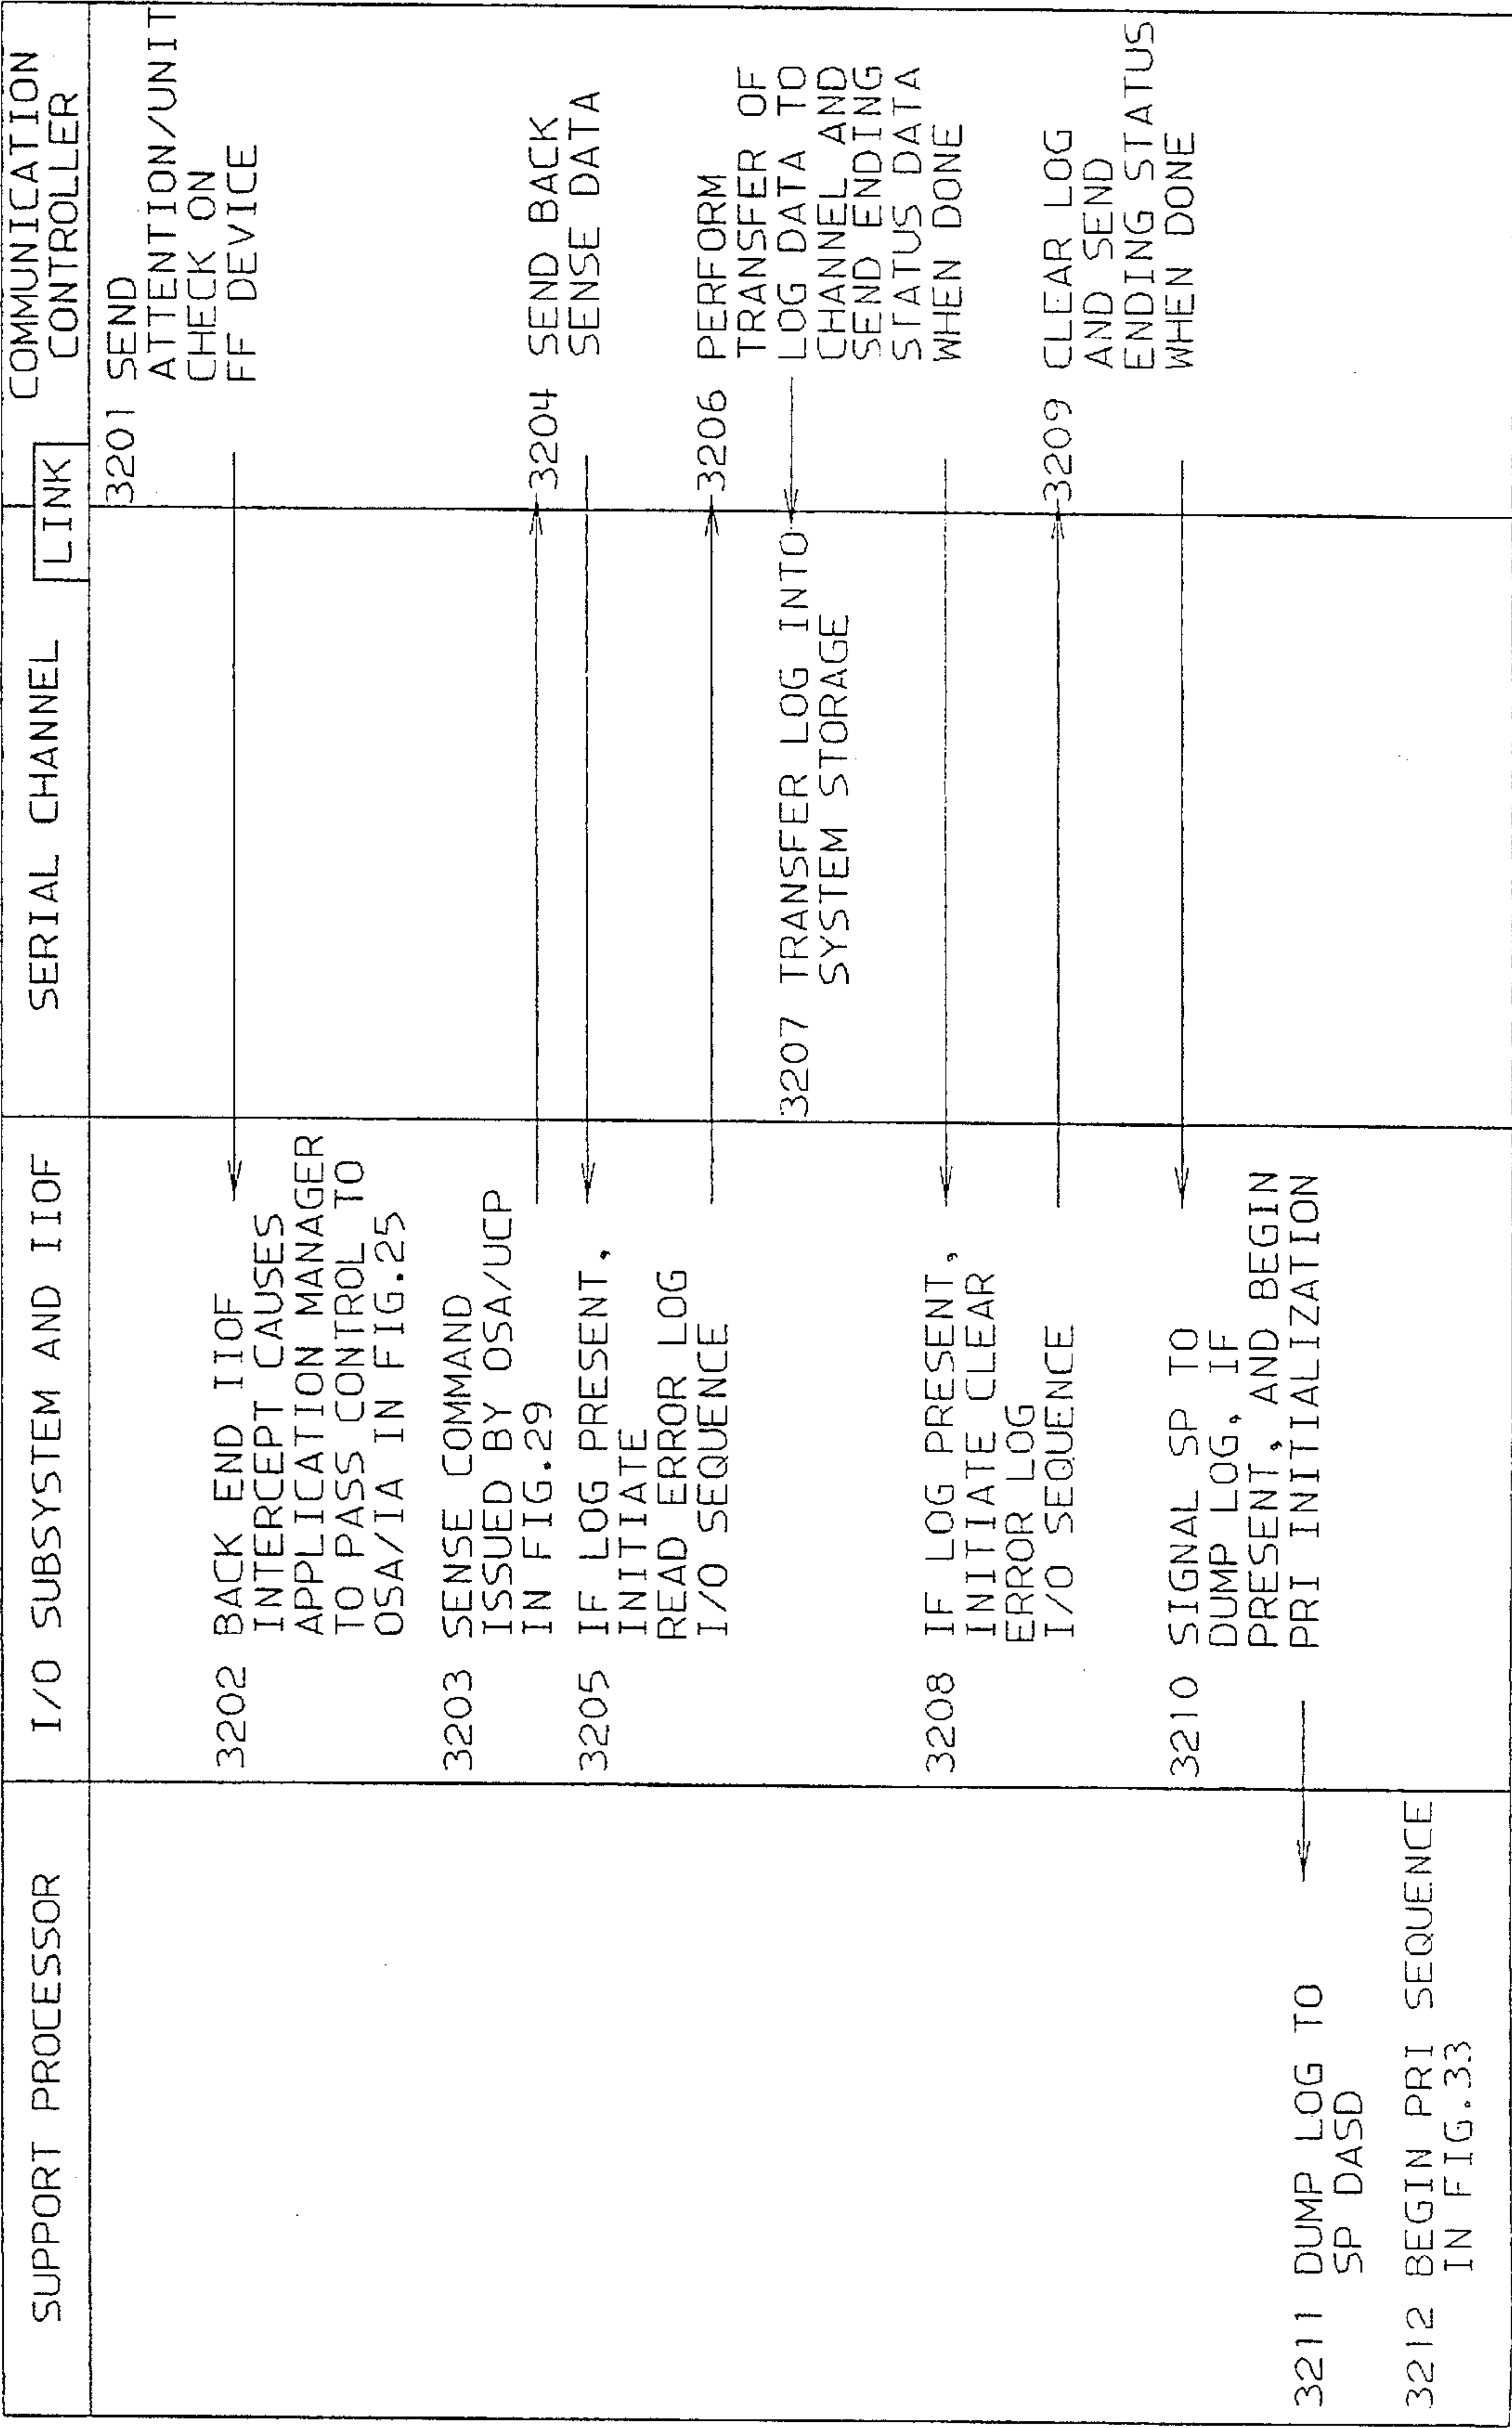 SUPPORT PROCESSOR
I/O SUBSYSTEM AND IIOF
SERIAL CHANNEL
LINK
COMMUNICATION
CONTROLLER
3201 SEND
ATTENTION/UNIT
CHECK ON
FF DEVICE
3202 BACK END IIOF
INTERCEPT CAUSES
APPLICATION MANAGER
TO PASS CONTROL TO
OSA/IA IN FIG.25
3203 SENSE COMMAND
ISSUED BY OSA/UCP
IN FIG.29
3204 SEND BACK
SENSE DATA
3205 IF LOG PRESENT,
INITIATE
READ ERROR LOG
I/O SEQUENCE
3206 PERFORM
TRANSFER OF
LOG DATA TO
CHANNEL AND
SEND ENDING
STATUS DATA
WHEN DONE
3207 TRANSFER LOG INTO
SYSTEM STORAGE
3208 IF LOG PRESENT,
INITIATE CLEAR
ERROR LOG
I/O SEQUENCE
3209 CLEAR LOG
AND SEND
ENDING STATUS
WHEN DONE
3210 SIGNAL SP TO
DUMP LOG, IF
PRESENT, AND BEGIN
PRI INITIALIZATION
3211 DUMP LOG TO
SP DASD
3212 BEGIN PRI SEQUENCE
IN FIG.33